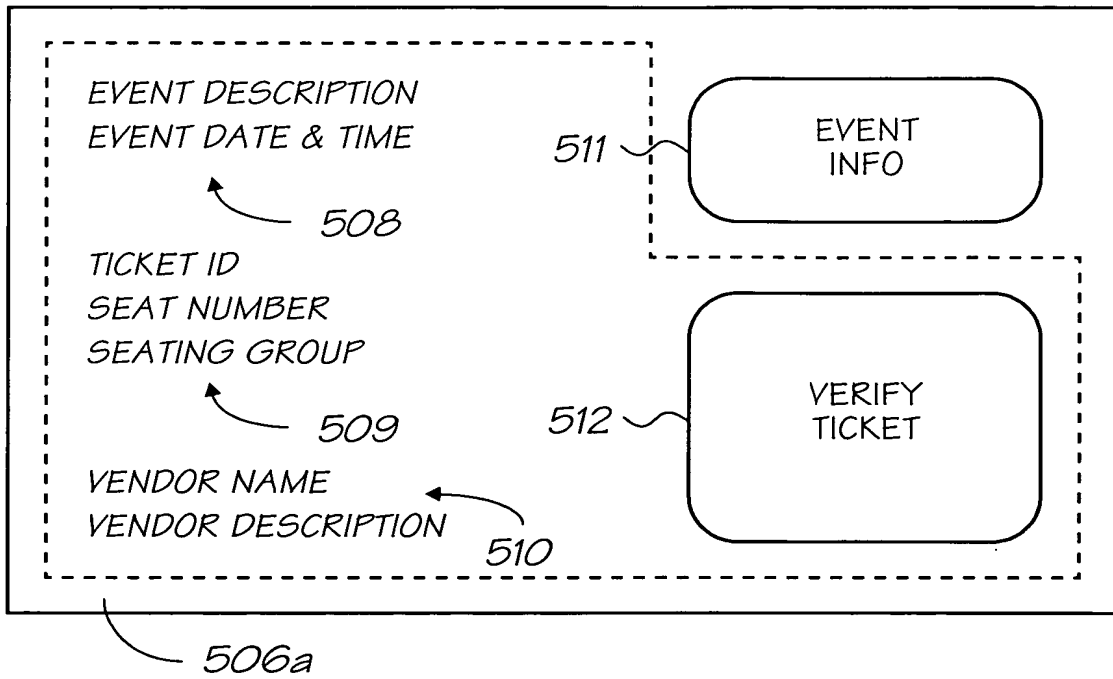 EVENT DESCRIPTION
EVENT DATE & TIME
508
511
EVENT
INFO
TICKET ID
SEAT NUMBER
SEATING GROUP
509
512
VERIFY
TICKET
VENDOR NAME
VENDOR DESCRIPTION
510
506a